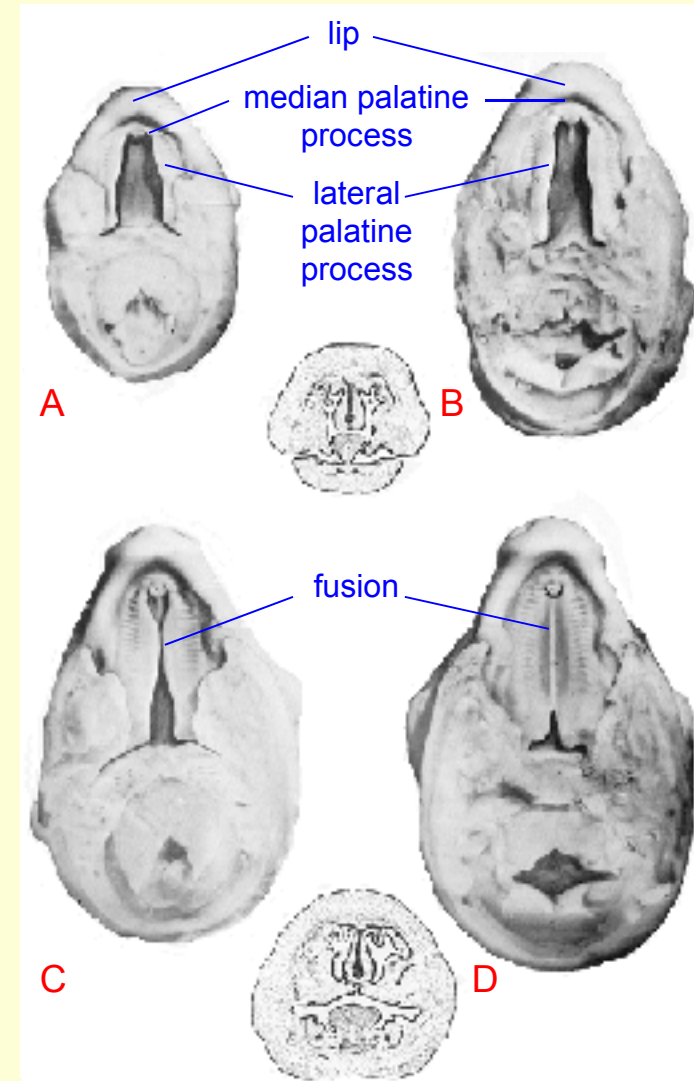 lip
median palatine
process
lateral
palatine
process
A
B
fusion
C
D